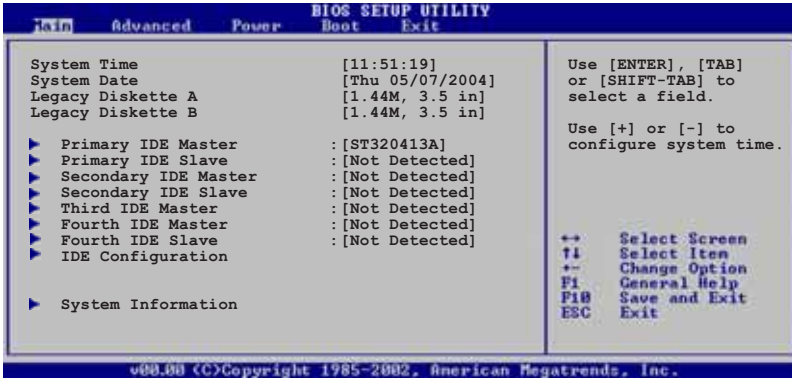 BIOS SETUP UTILITY
Main Advanced Power Boot Exit
System Time [11:51:19]
System Date [Thu 05/07/2004]
Legacy Diskette A [1.44M, 3.5 in]
Legacy Diskette B [1.44M, 3.5 in]
Primary IDE Master :[ST320413A]
Primary IDE Slave :[Not Detected]
Secondary IDE Master :[Not Detected]
Secondary IDE Slave :[Not Detected]
Third IDE Master :[Not Detected]
Fourth IDE Master :[Not Detected]
Fourth IDE Slave :[Not Detected]
IDE Configuration
System Information
Use [ENTER], [TAB]
or [SHIFT-TAB] to
select a field.
Use [+] or [-] to
configure system time.
↔ Select Screen
↑↓ Select Item
+- Change Option
F1 General Help
F10 Save and Exit
ESC Exit
v00.00 (C)Copyright 1985-2002, American Megatrends, Inc.